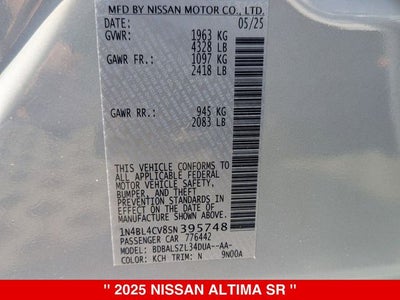 MFD BY NISSAN MOTOR CO., LTD.
DATE: 05/25
GVWR: 1963 KG
4328 LB
GAWR FR.: 1097 KG
2418 LB
GAWR RR.: 945 KG
2083 LB
THIS VEHICLE CONFORMS TO
ALL APPLICABLE FEDERAL
MOTOR VEHICLE SAFETY,
BUMPER, AND THEFT
PREVENTION STANDARDS
IN EFFECT ON THE DATE OF
MANUFACTURE SHOWN ABOVE.
1N4BL4CV8SN395748
PASSENGER CAR 776442
MODEL: BDBALSZL34DUA--AA-
COLOR: KCH TRIM: N 9N00A
" 2025 NISSAN ALTIMA SR "